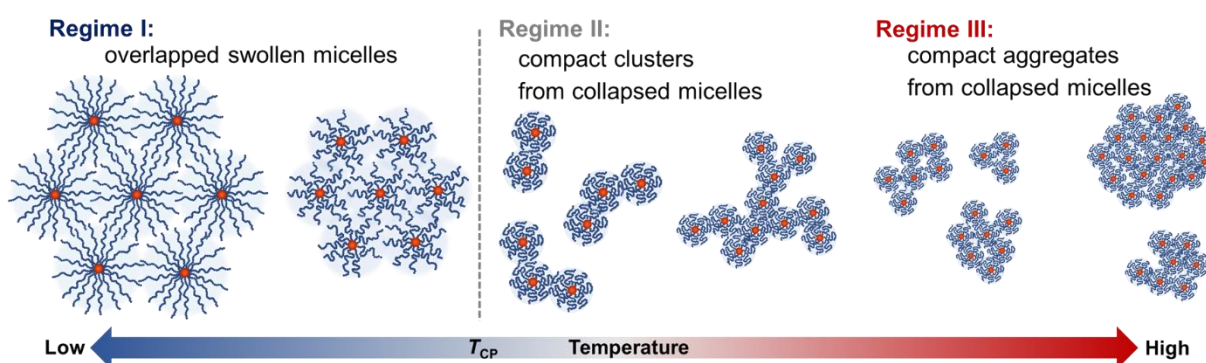 Regime I:
overlapped swollen micelles
Regime II:
compact clusters
from collapsed micelles
Regime III:
compact aggregates
from collapsed micelles
Low
TCP
Temperature
High